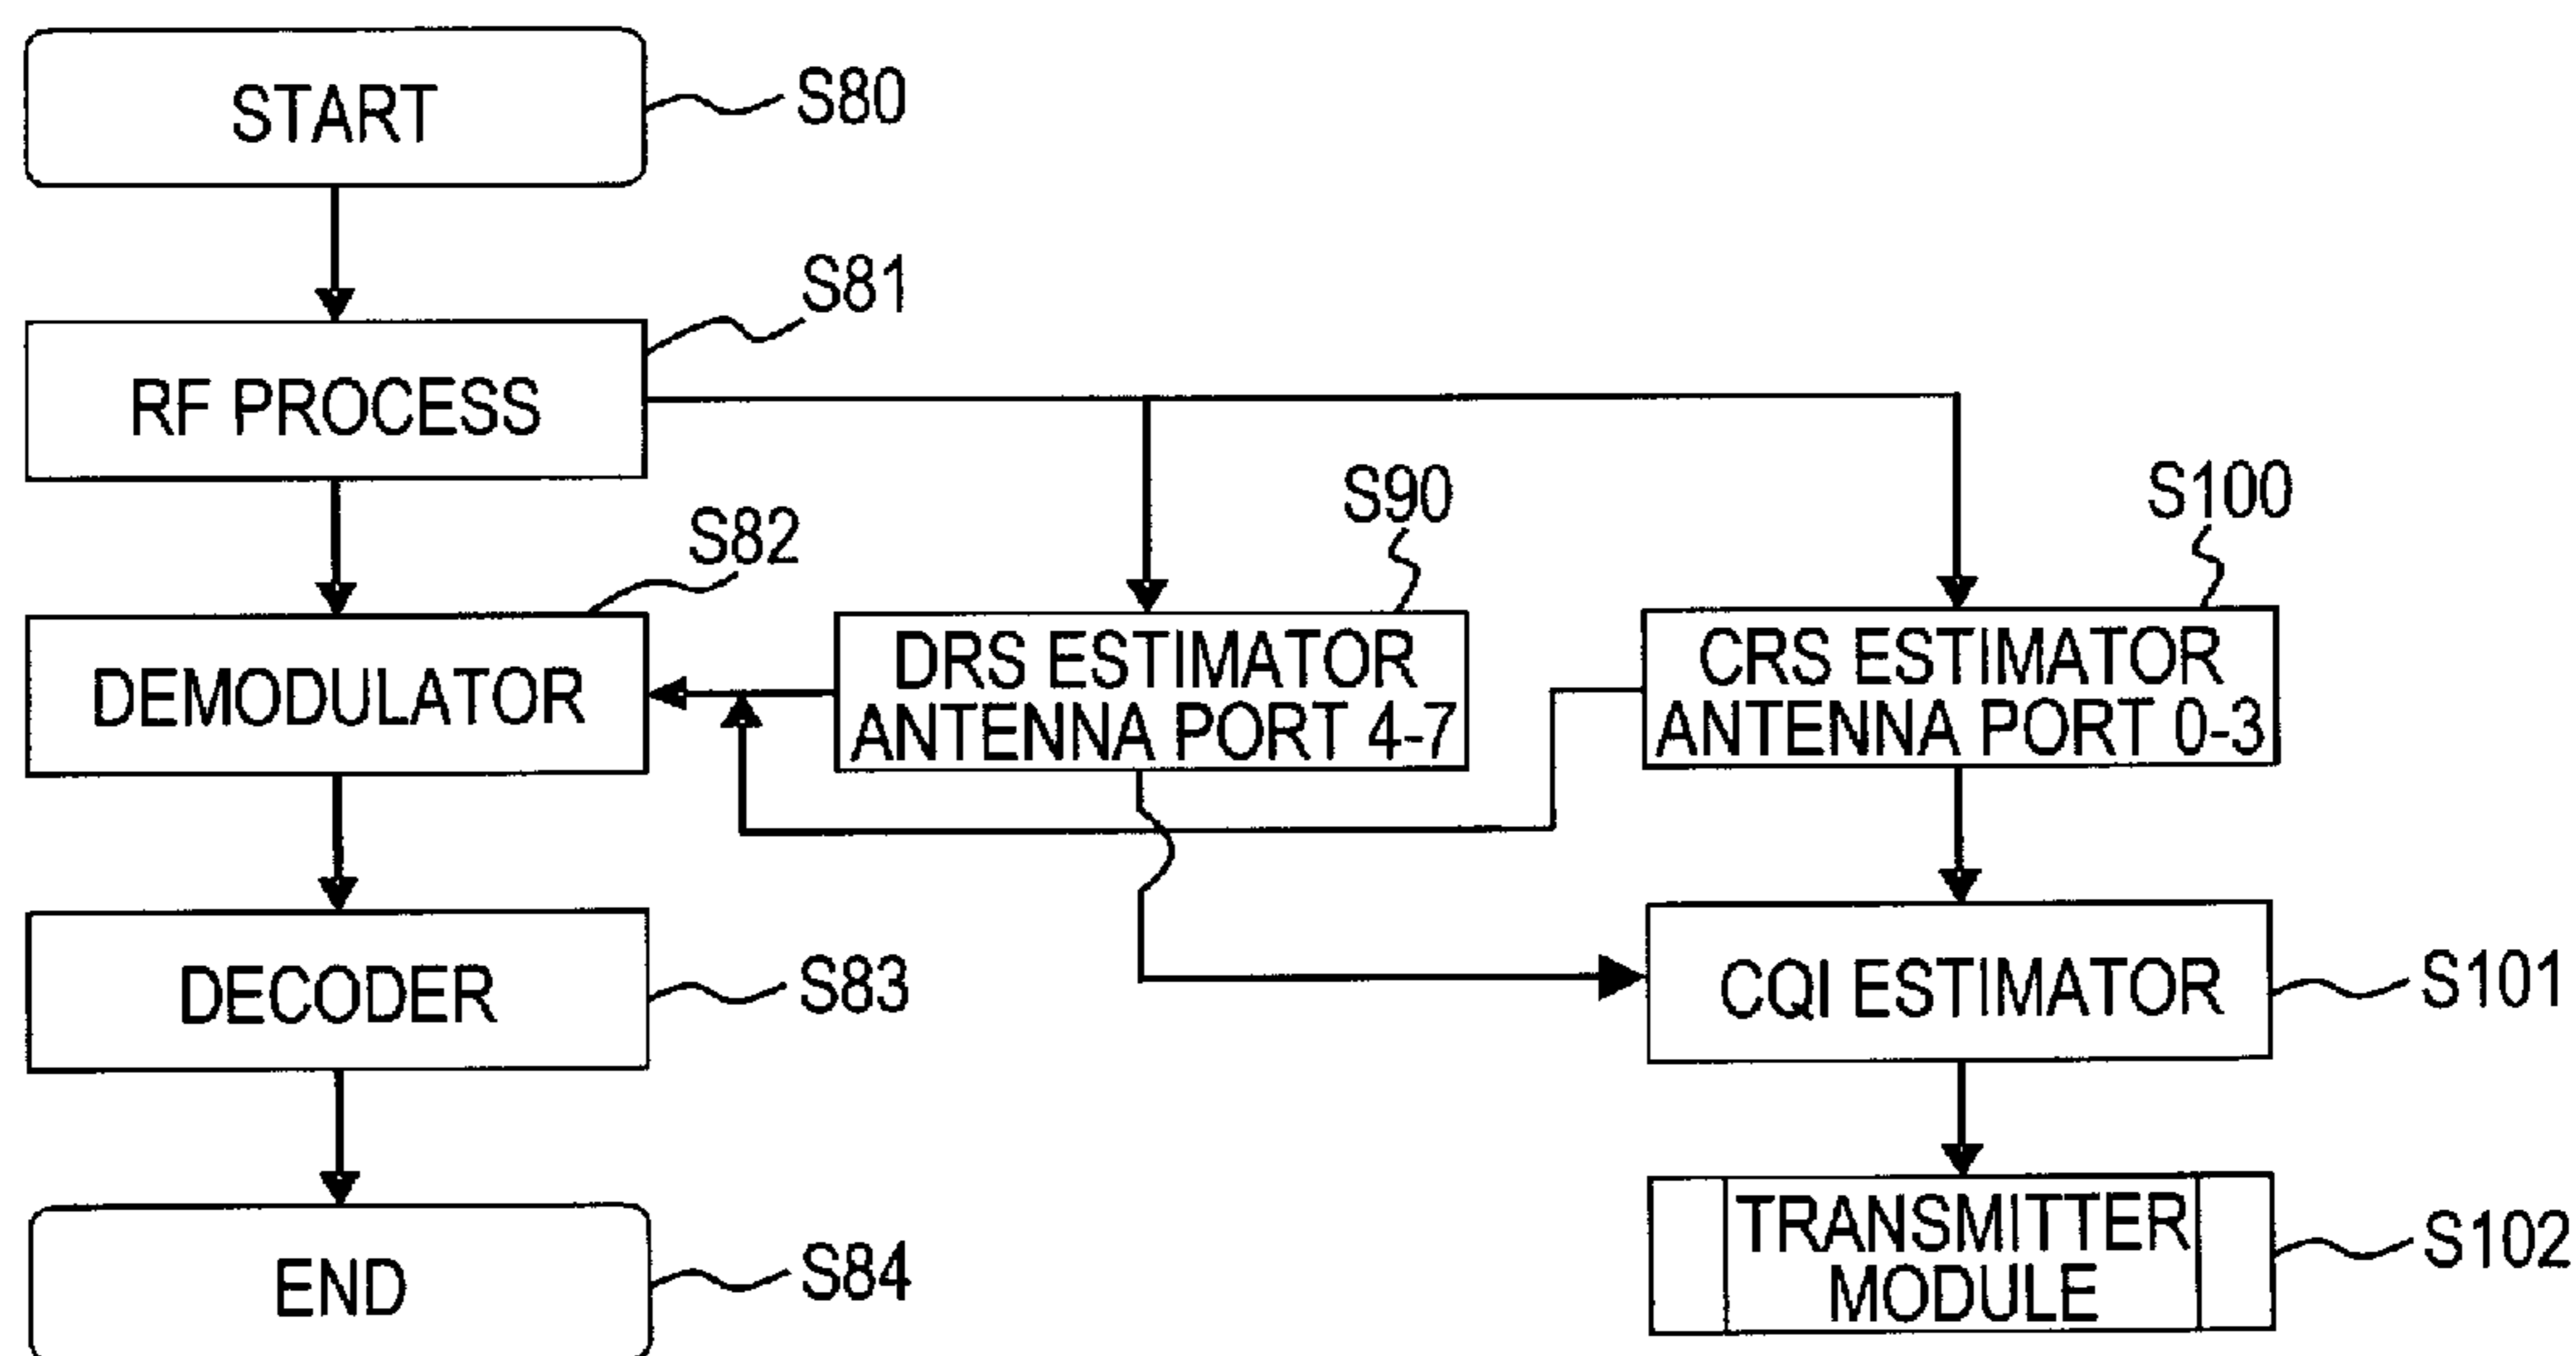 START
S80
S81
RF PROCESS
S90
S100
S82
DEMODULATOR
DRS ESTIMATOR
ANTENNA PORT 4-7
CRS ESTIMATOR
ANTENNA PORT 0-3
DECODER
S83
CQI ESTIMATOR
S101
END
S84
TRANSMITTER
MODULE
S102